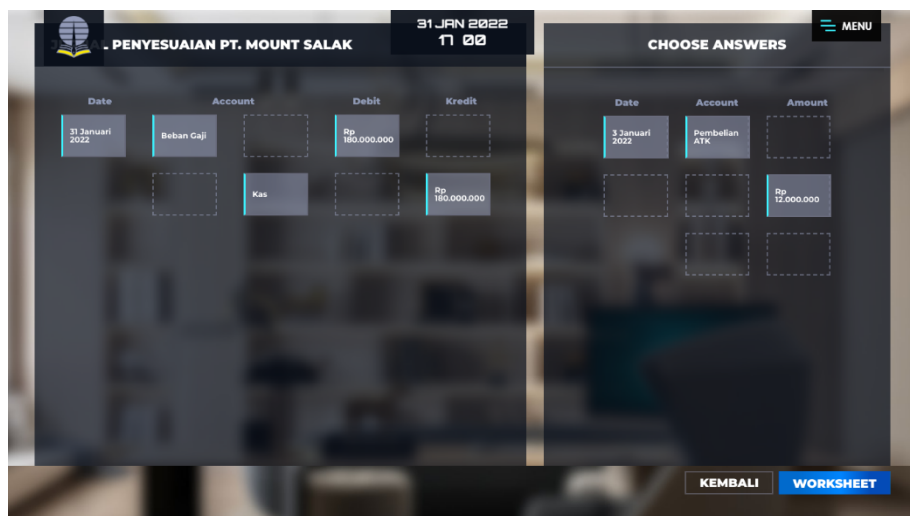 31 JAN 2022
17 00
MENU
L PENYESUAIAN PT. MOUNT SALAK
CHOOSE ANSWERS
Date Account Debit Kredit
31 Januari
2022
Beban Gaji
Rp
180.000.000
Kas
Rp
180.000.000
Date Account Amount
3 Januari
2022
Pembelian
ATK
Rp
12.000.000
KEMBALI
WORKSHEET